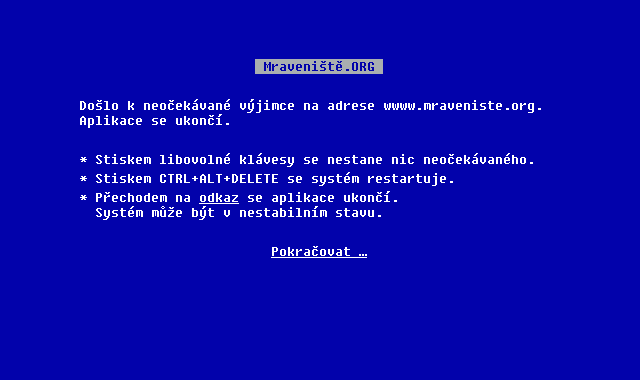 Mraveniště.ORG
Došlo k neočekávané výjimce na adrese wwww.mraveniste.org.
Aplikace se ukončí.
* Stiskem libovolné klávesy se nestane nic neočekávaného.
* Stiskem CTRL+ALT+DELETE se systém restartuje.
* Přechodem na odkaz se aplikace ukončí.
Systém může být v nestabilním stavu.
Pokračovat …